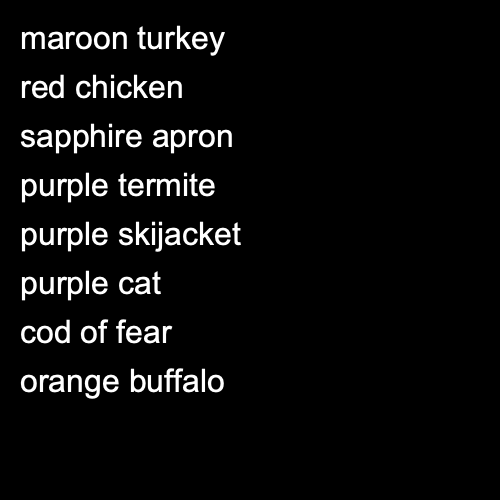 maroon turkey
red chicken
sapphire apron
purple termite
purple skijacket
purple cat
cod of fear
orange buffalo